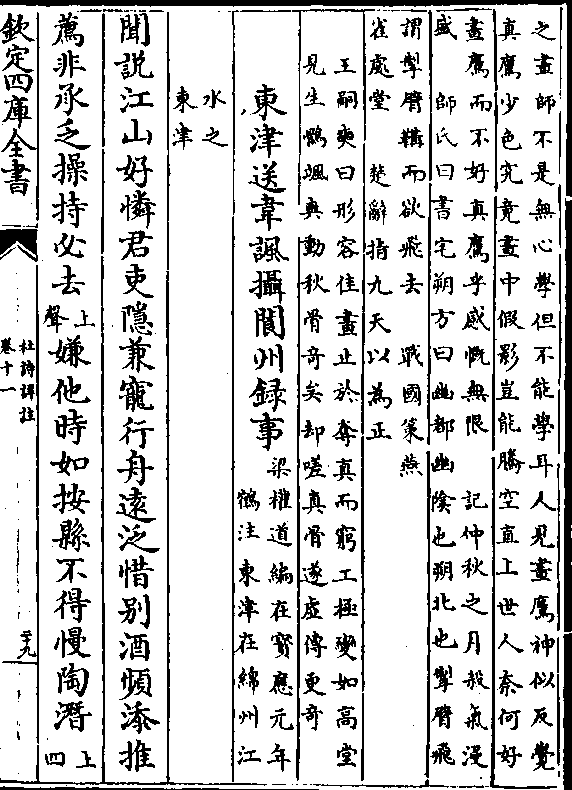 之畫師不是無心學但不能學耳人見畫鷹神似反覺
真鷹少色究竟畫中假影豈能騰空直上世人奈何好
畫鷹而不好真鷹乎感慨無限　記仲秋之月殺氣浸
盛　師氏曰書宅朔方曰幽都幽陰也朔北也掣臂飛
謂掣臂鞲而欲飛去　戰國策燕
雀處堂　楚辭指九天以為正
王嗣奭曰形容佳畫止於奪真而窮工極變如高堂
見生鶻颯爽動秋骨奇矣却嗟真骨遂虛傳更奇
東津送韋諷攝閬州録事
梁權道編在寳應元年
鶴注東津在綿州江
水之
東津
聞說江山好憐君吏隱兼寵行舟遠泛惜别酒頻添推
薦非承乏操持必去上聲嫌他時如按縣不得慢陶潛上四
欽定四庫全書
杜詩詳註
卷十一